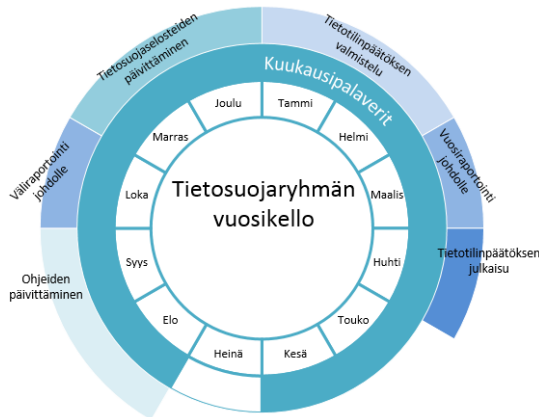 Tietosuojaselosteiden
päivittäminen
Tietotilinpäätöksen
valmistelu
Kuukausipalaverit
Joulu
Tammi
Marras
Helmi
Väliraportointi
johdolle
Vuosiraportointi
johdolle
Loka
Maalis
Tietosuojaryhmän
vuosikello
Syys
Huhti
Ohjeiden
päivittäminen
Tietotilinpäätöksen
julkaisu
Elo
Touko
Heinä
Kesä